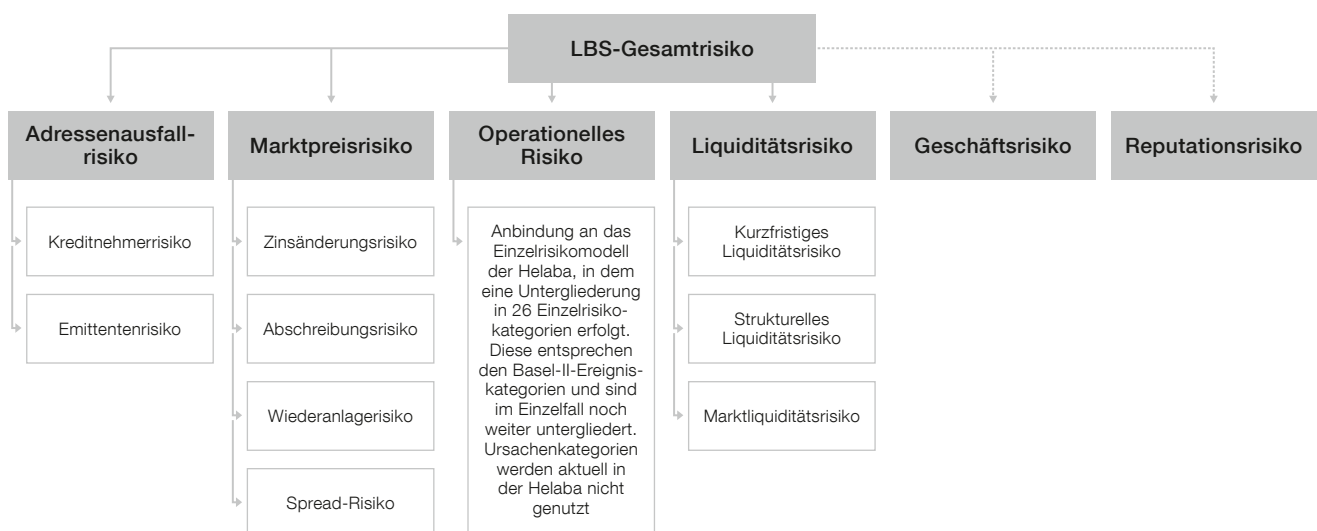 LBS-Gesamtrisiko
Adressenausfall-
risiko
Marktpreisrisiko
Operationelles
Risiko
Liquiditätsrisiko
Geschäftsrisiko
Reputationsrisiko
Kreditnehmerrisiko
Emittentenrisiko
Zinsänderungsrisiko
Abschreibungsrisiko
Wiederanlagerisiko
Spread-Risiko
Anbindung an das
Einzelrisikomodell
der Helaba, in dem
eine Untergliederung
in 26 Einzelrisiko-
kategorien erfolgt.
Diese entsprechen
den Basel-II-Ereignis-
kategorien und sind
im Einzelfall noch
weiter untergliedert.
Ursachenkategorien
werden aktuell in
der Helaba nicht
genutzt
Kurzfristiges
Liquiditätsrisiko
Strukturelles
Liquiditätsrisiko
Marktliquiditätsrisiko